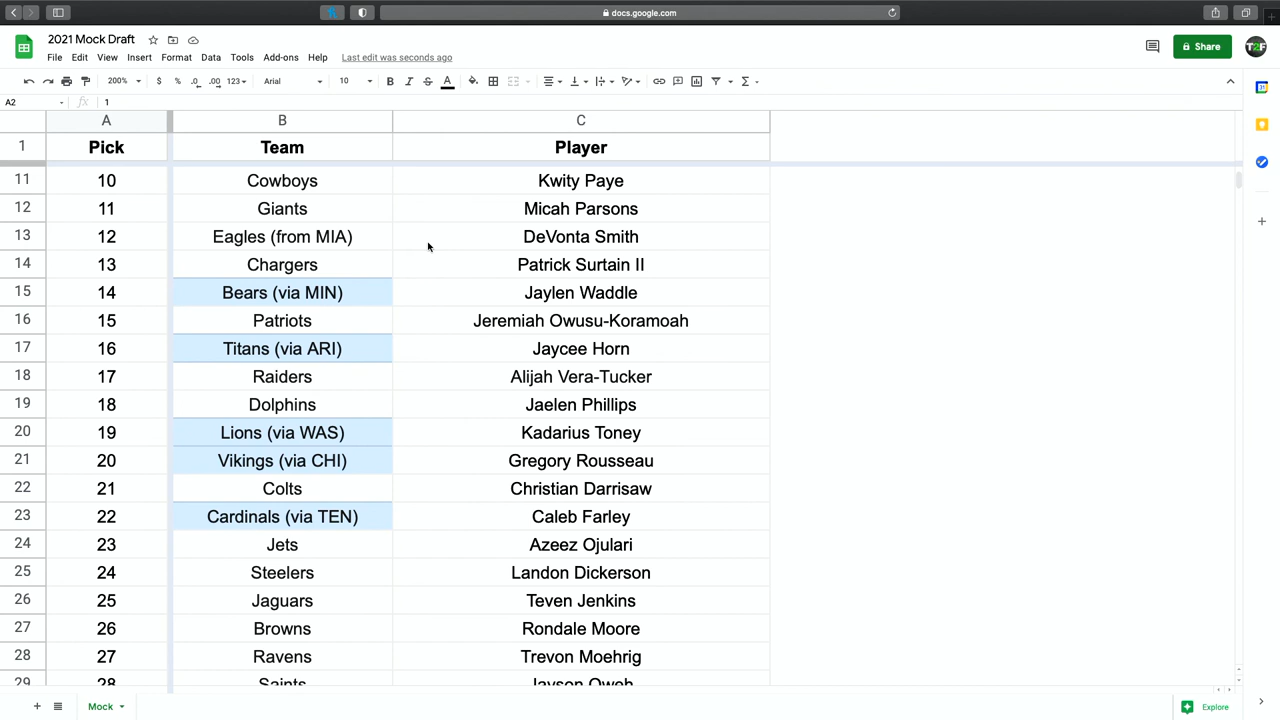 docs.google.com
2021 Mock Draft
File Edit View Insert Format Data Tools Add-ons Help Last edit was seconds ago
Share
T2F
200% $ % .0 .00 123 Arial 10 B I S A
A2 fx 1
A B C
1 Pick Team Player
11 10 Cowboys Kwity Paye
12 11 Giants Micah Parsons
13 12 Eagles (from MIA) DeVonta Smith
14 13 Chargers Patrick Surtain II
15 14 Bears (via MIN) Jaylen Waddle
16 15 Patriots Jeremiah Owusu-Koramoah
17 16 Titans (via ARI) Jaycee Horn
18 17 Raiders Alijah Vera-Tucker
19 18 Dolphins Jaelen Phillips
20 19 Lions (via WAS) Kadarius Toney
21 20 Vikings (via CHI) Gregory Rousseau
22 21 Colts Christian Darrisaw
23 22 Cardinals (via TEN) Caleb Farley
24 23 Jets Azeez Ojulari
25 24 Steelers Landon Dickerson
26 25 Jaguars Teven Jenkins
27 26 Browns Rondale Moore
28 27 Ravens Trevon Moehrig
29 28 Saints Jayson Oweh
Mock
Explore